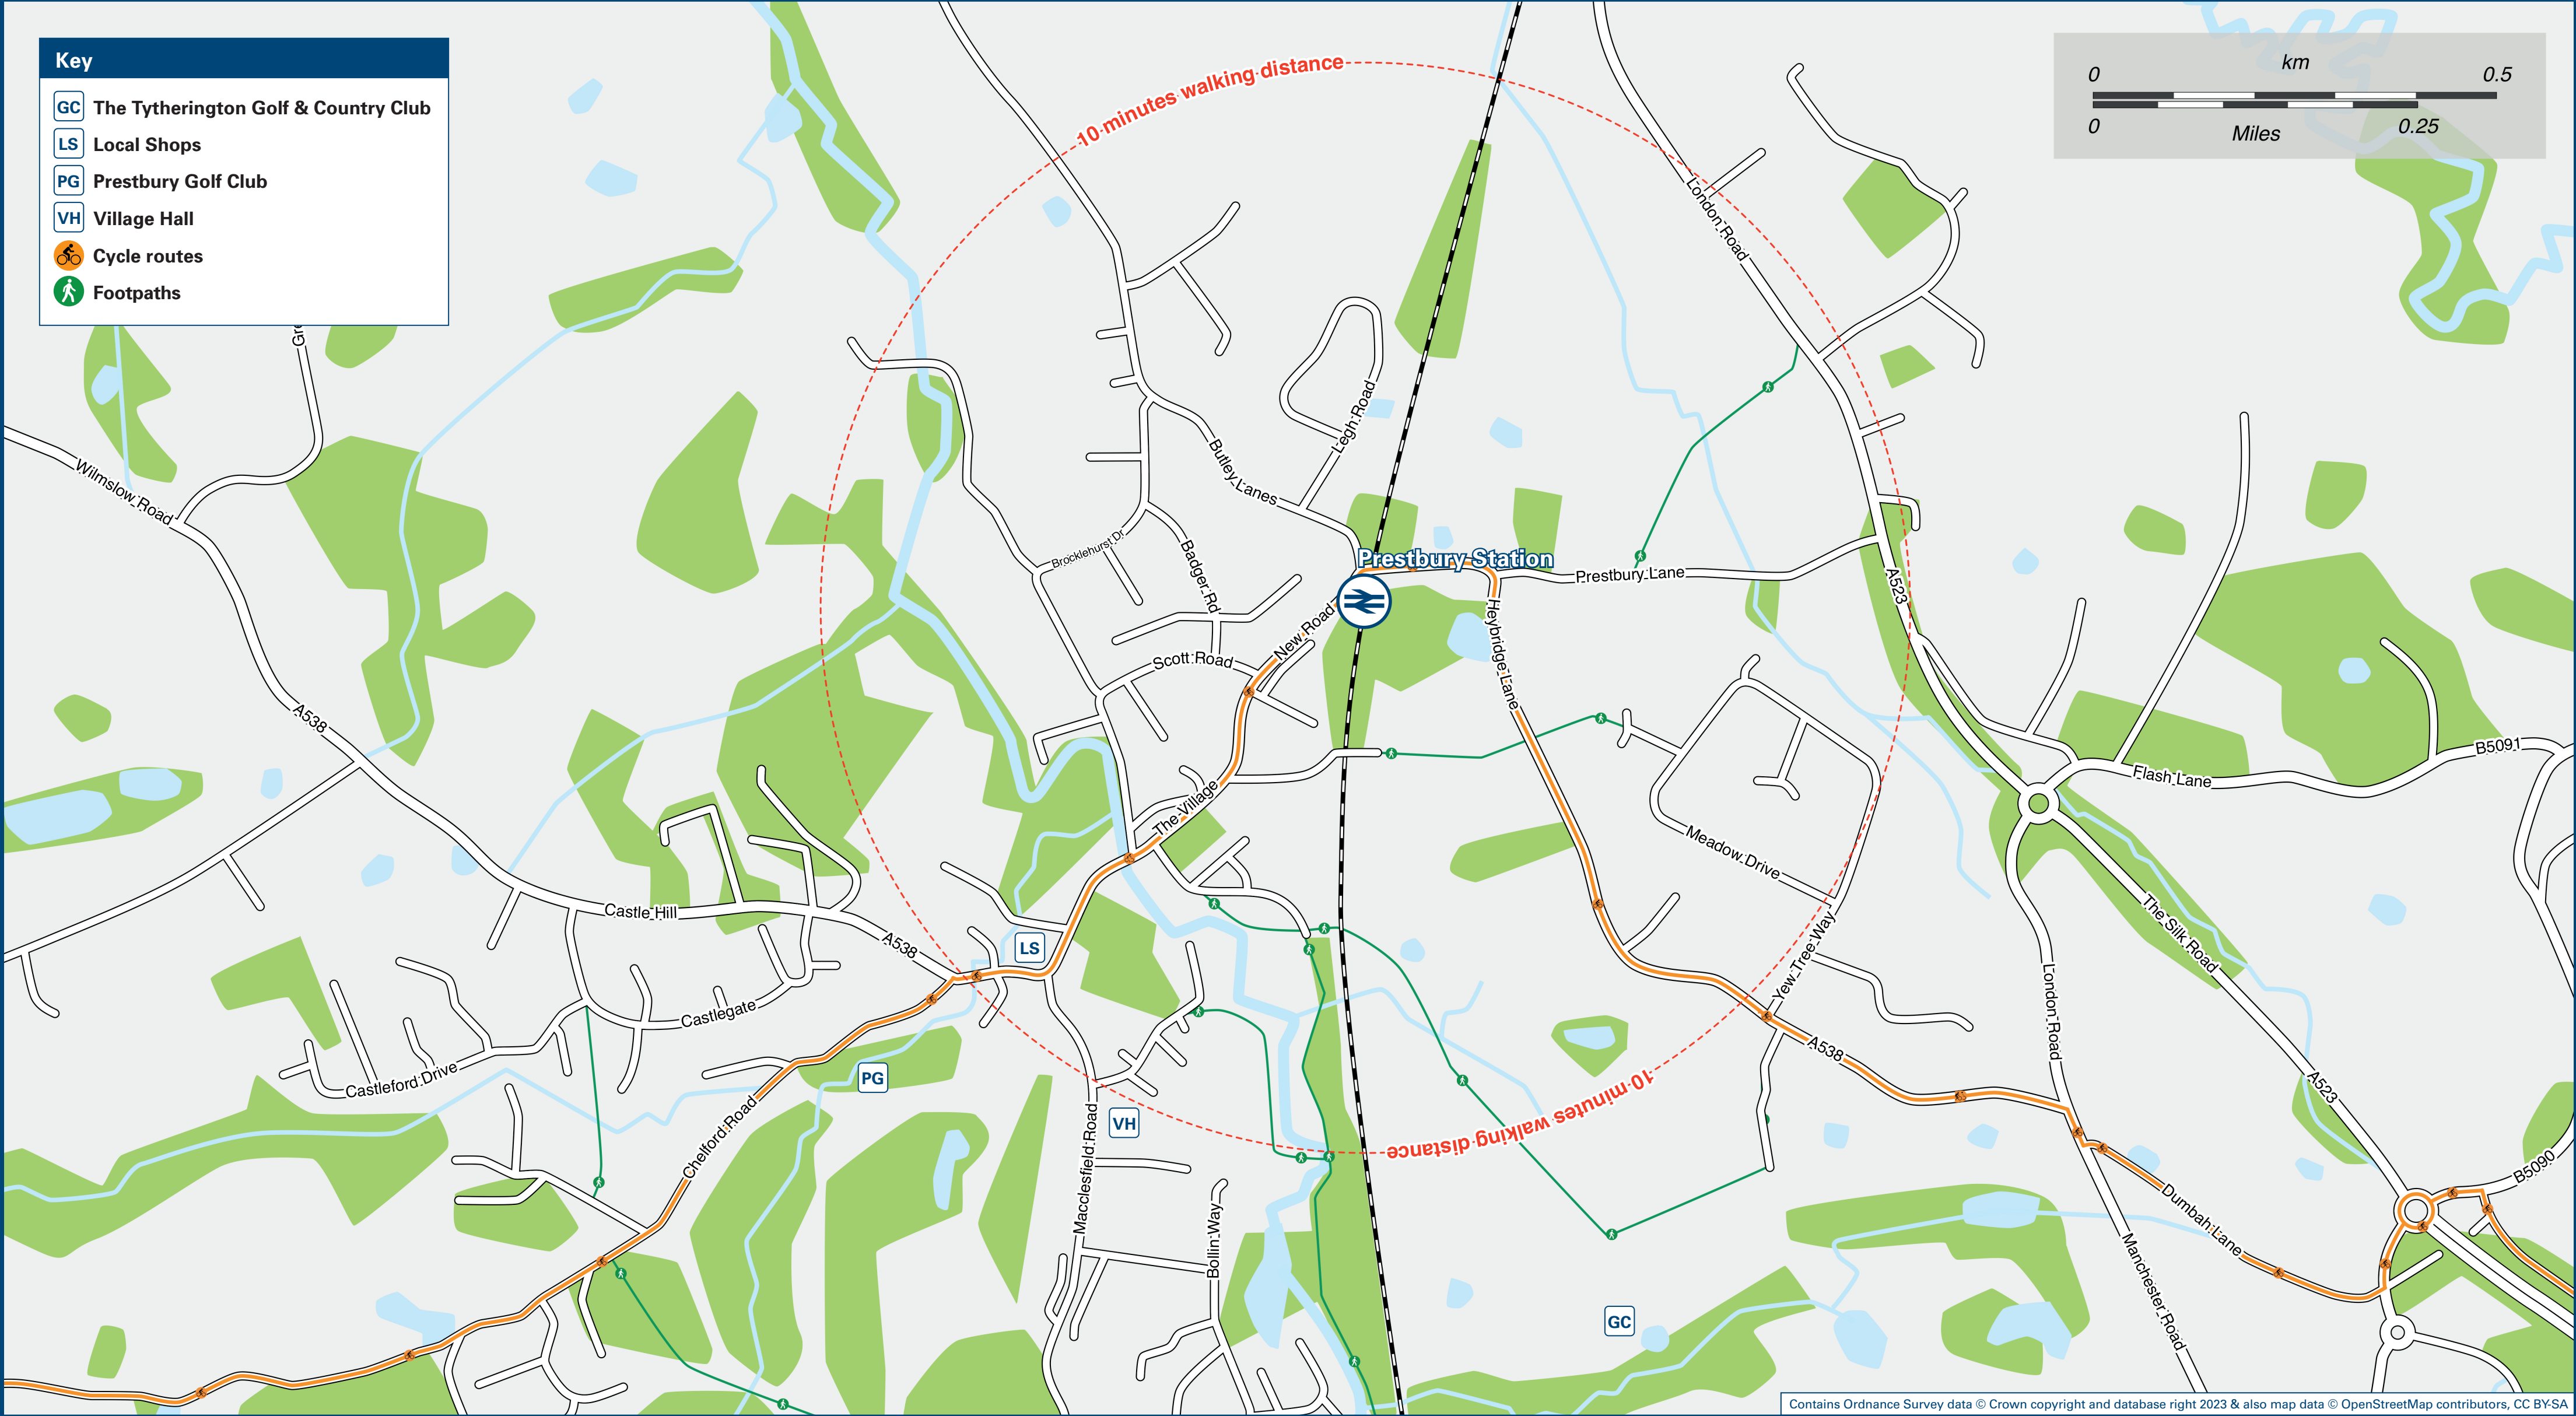 Key
GC The Tytherington Golf & Country Club
LS Local Shops
PG Prestbury Golf Club
VH Village Hall
Cycle routes
Footpaths
km
0 0.5
0 0.25
Miles
10 minutes walking distance
London Road
Legh Road
Butley Lanes
Wilmslow Road
Brocklehurst Dr
Badger Rd
Prestbury Station
Prestbury Lane
A523
New Road
Heybridge Lane
Scott Road
A538
B5091
Flash Lane
The Village
Meadow Drive
Castle Hill
A538
LS
The Silk Road
Yew Tree Way
London Road
Castlegate
A538
Castleford Drive
PG
A523
10 minutes walking distance
VH
Chelford Road
Macclesfield Road
B5090
Dumbah Lane
Bollin Way
Manchester Road
GC
Contains Ordnance Survey data © Crown copyright and database right 2023 & also map data © OpenStreetMap contributors, CC BY-SA